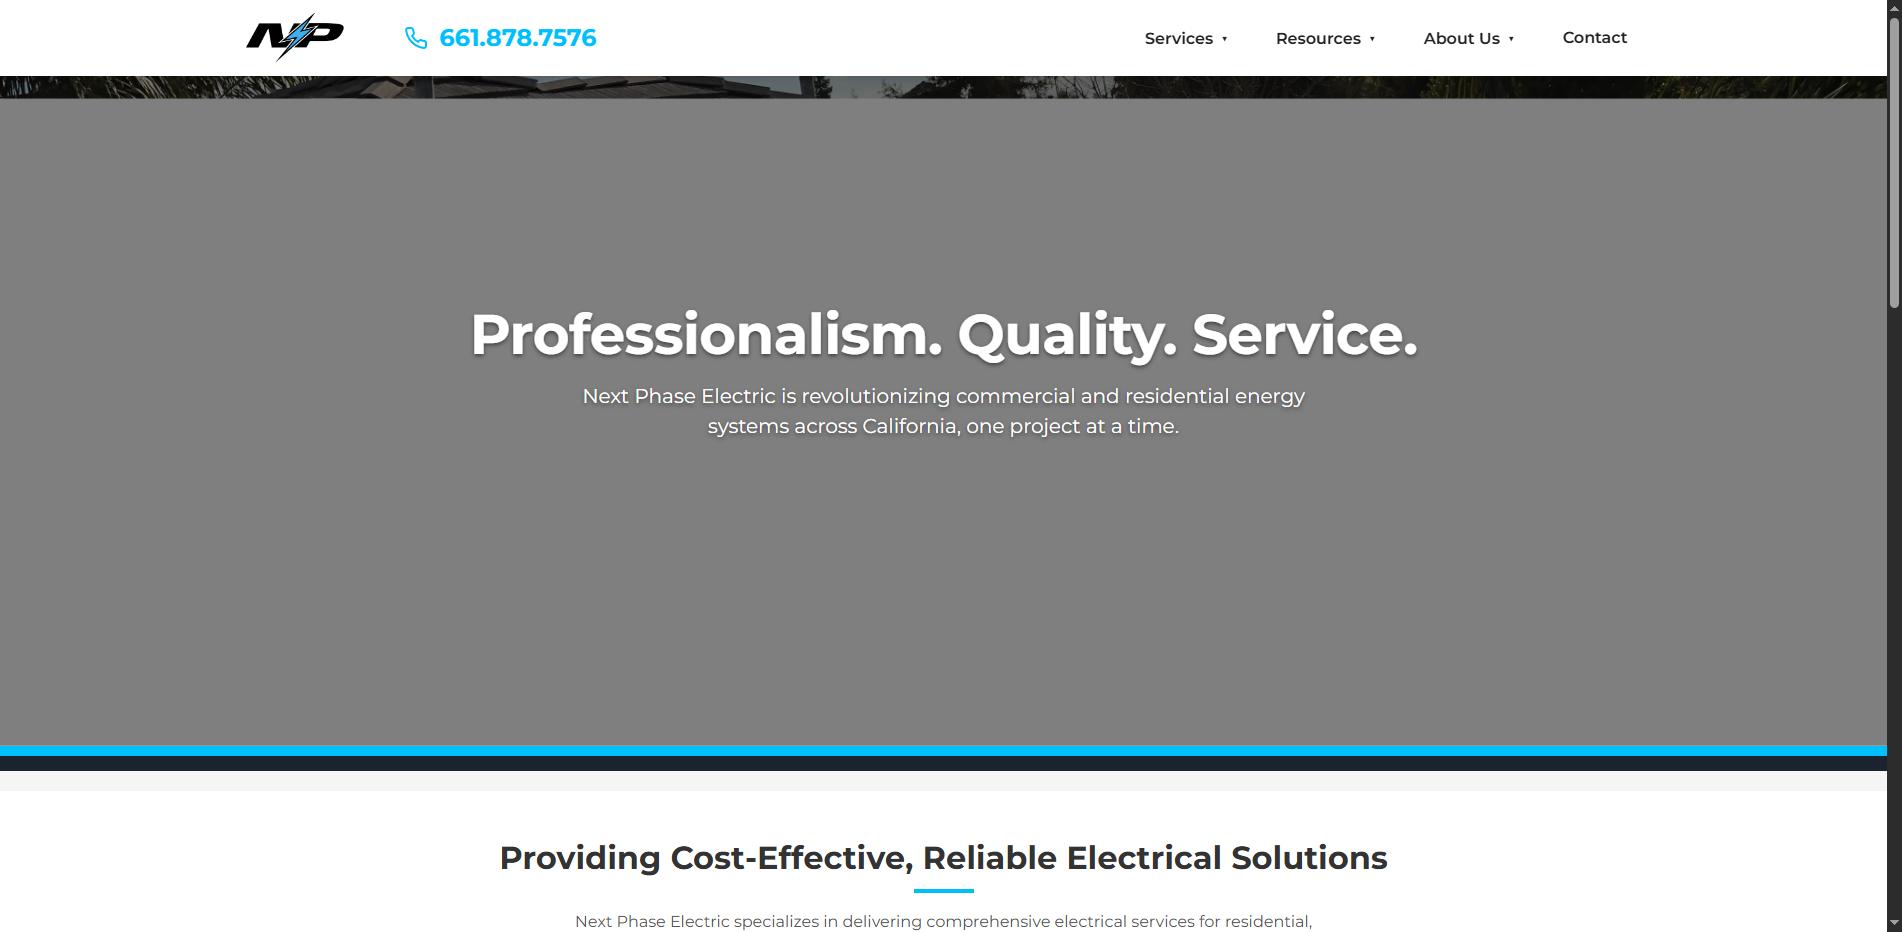 NP
661.878.7576
Services
Resources
About Us
Contact
Professionalism. Quality. Service.
Next Phase Electric is revolutionizing commercial and residential energy
systems across California, one project at a time.
Providing Cost-Effective, Reliable Electrical Solutions
Next Phase Electric specializes in delivering comprehensive electrical services for residential,